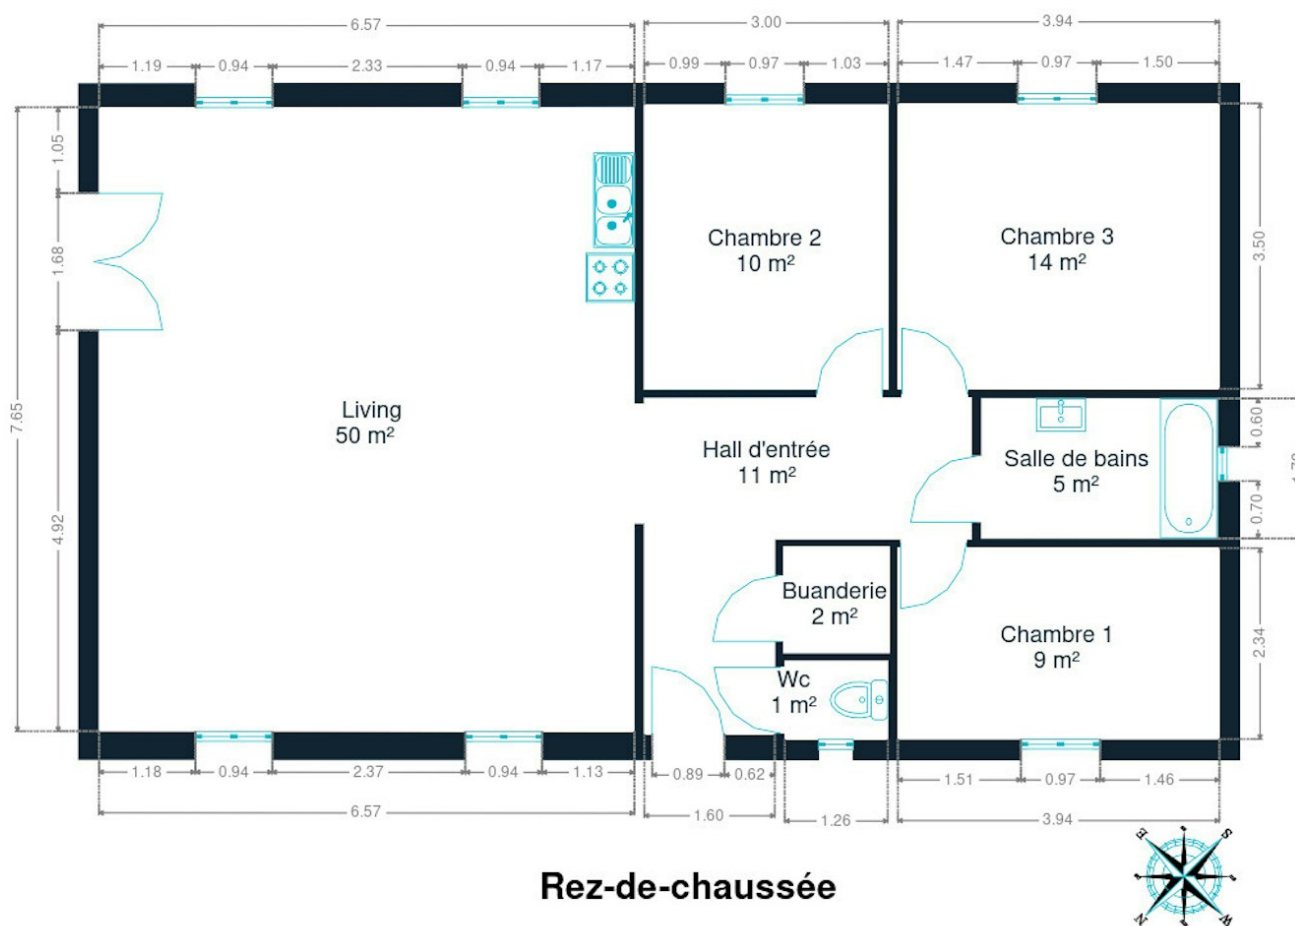 6.57
3.00
3.94
1.19
0.94
2.33
0.94
1.17
0.99
0.97
1.03
1.47
0.97
1.50
1.05
1.68
7.65
4.92
3.50
0.60
0.70
2.34
Chambre 2
10 m²
Chambre 3
14 m²
Living
50 m²
Hall d'entrée
11 m²
Salle de bains
5 m²
Buanderie
2 m²
Chambre 1
9 m²
Wc
1 m²
1.18
0.94
2.37
0.94
1.13
0.89
0.62
1.51
0.97
1.46
6.57
1.60
1.26
3.94
Rez-de-chaussée
E
S
N
W